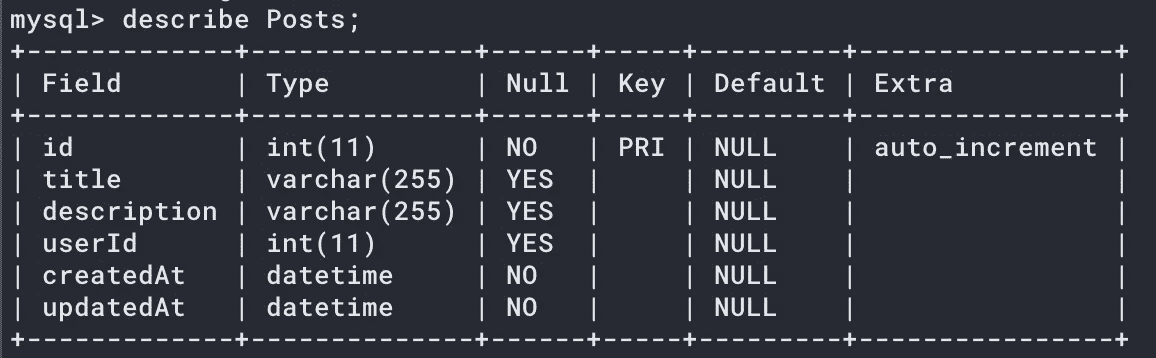 mysql> describe Posts;
+-------------+--------------+------+-----+---------+----------------+
| Field       | Type         | Null | Key | Default | Extra          |
+-------------+--------------+------+-----+---------+----------------+
| id          | int(11)      | NO   | PRI | NULL    | auto_increment |
| title       | varchar(255) | YES  |     | NULL    |                |
| description | varchar(255) | YES  |     | NULL    |                |
| userId      | int(11)      | YES  |     | NULL    |                |
| createdAt   | datetime     | NO   |     | NULL    |                |
| updatedAt   | datetime     | NO   |     | NULL    |                |
+-------------+--------------+------+-----+---------+----------------+